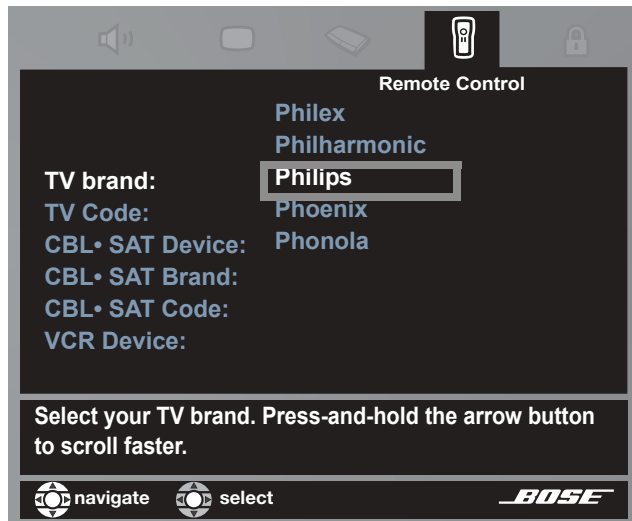 Remote Control
Philex
Philharmonic
TV brand: Philips
TV Code: Phoenix
CBL• SAT Device: Phonola
CBL• SAT Brand:
CBL• SAT Code:
VCR Device:
Select your TV brand. Press-and-hold the arrow button
to scroll faster.
navigate select BOSE